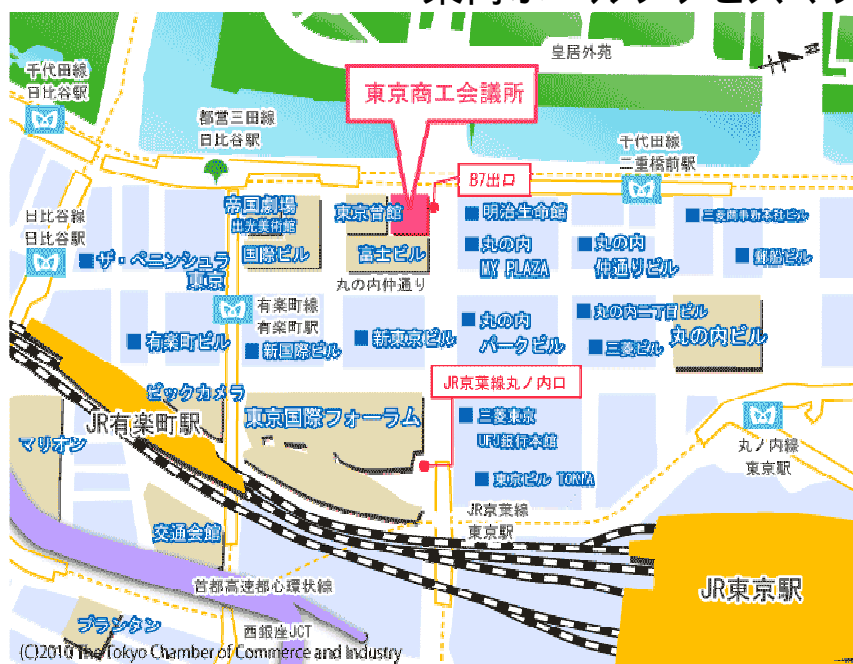 皇居外苑
千代田線
日比谷駅
東京商工会議所
都営三田線
日比谷駅
千代田線
二重橋前駅
B7出口
帝国劇場
出光美術館
国際ビル
東京會館
富士ビル
明治生命館
三菱商事新本社ビル
日比谷線
日比谷駅
ザ・ペニンシュラ
東京
丸の内
MY PLAZA
丸の内
仲通りビル
郵船ビル
丸の内仲通り
有楽町線
有楽町駅
有楽町ビル
新国際ビル
新東京ビル
丸の内
パークビル
丸の内二丁目ビル
三菱ビル
丸の内ビル
JR京葉線丸ノ内口
ビックカメラ
JR有楽町駅
東京国際フォーラム
三菱東京
UFJ銀行本館
マリオン
丸ノ内線
東京駅
東京ビル TOKIA
JR京葉線
東京駅
交通会館
首都高速都心環状線
JR東京駅
プランタン
西銀座JCT
(C)2010 The Tokyo Chamber of Commerce and Industry